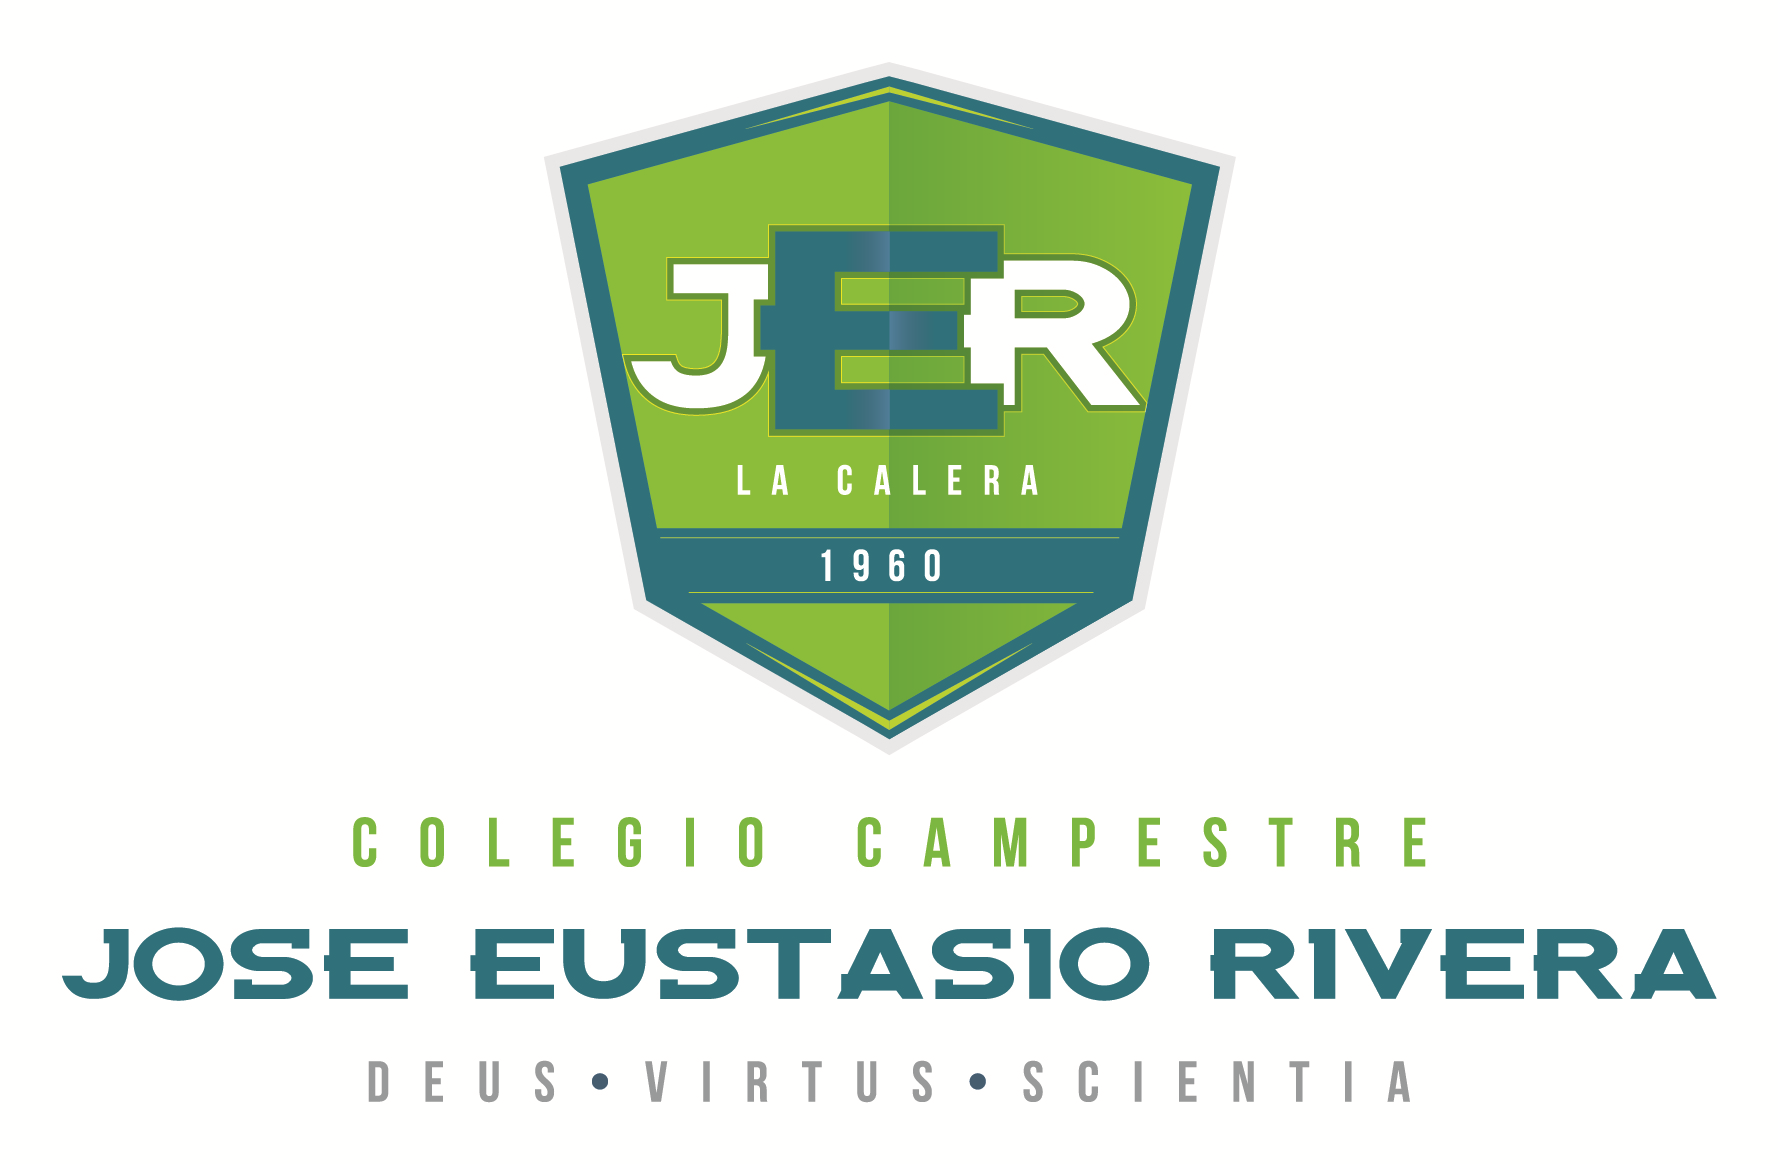 JER
LA CALERA
1960
COLEGIO CAMPESTRE
JOSE EUSTASIO RIVERA
DEUS • VIRTUS • SCIENTIA